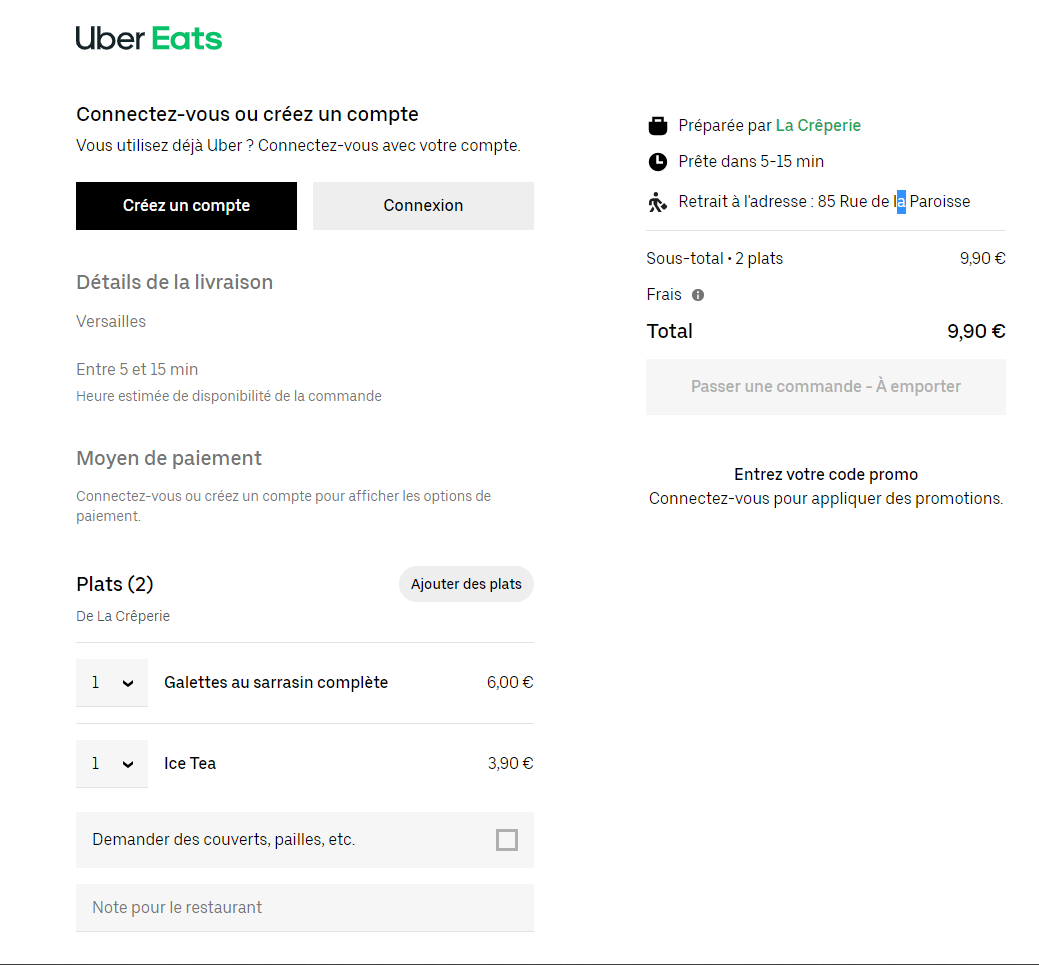 Uber Eats
Connectez-vous ou créez un compte
Vous utilisez déjà Uber ? Connectez-vous avec votre compte.
Créez un compte
Connexion
Détails de la livraison
Versailles
Entre 5 et 15 min
Heure estimée de disponibilité de la commande
Moyen de paiement
Connectez-vous ou créez un compte pour afficher les options de
paiement.
Plats (2)
Ajouter des plats
De La Crêperie
1 Galettes au sarrasin complète 6,00 €
1 Ice Tea 3,90 €
Demander des couverts, pailles, etc.
Note pour le restaurant
Préparée par La Crêperie
Prête dans 5-15 min
Retrait à l'adresse : 85 Rue de la Paroisse
Sous-total • 2 plats 9,90 €
Frais
Total 9,90 €
Passer une commande - À emporter
Entrez votre code promo
Connectez-vous pour appliquer des promotions.